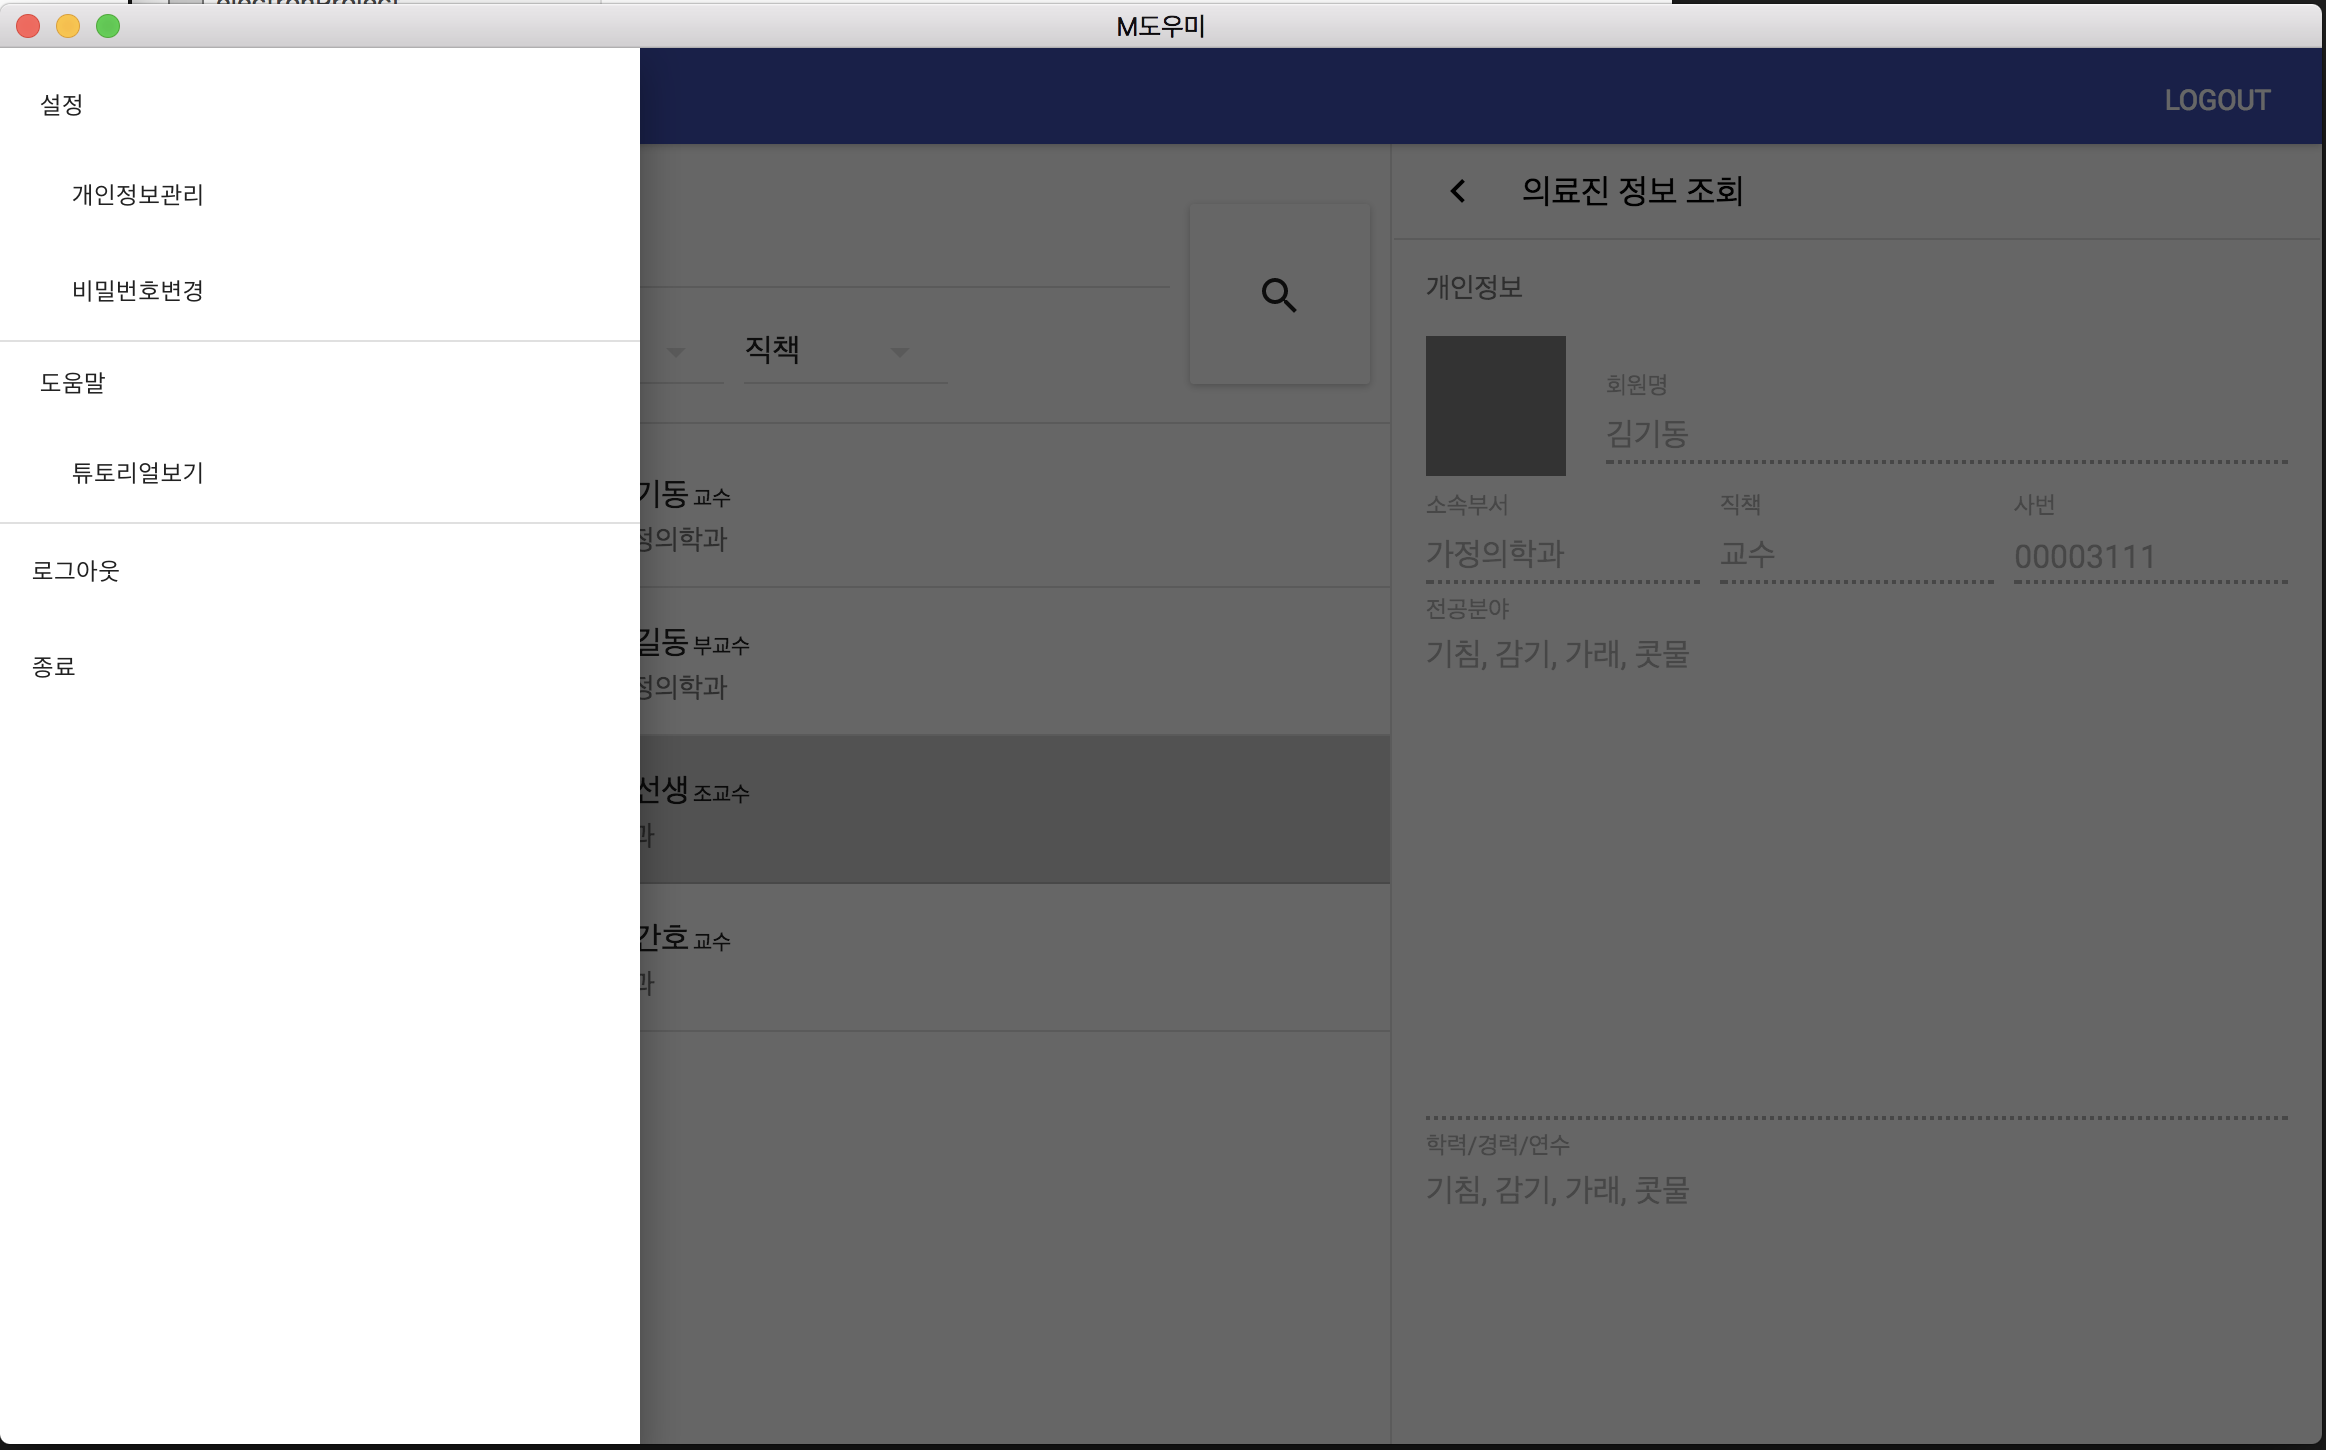 electronProject
M도우미
설정
개인정보관리
비밀번호변경
도움말
튜토리얼보기
로그아웃
종료
LOGOUT
직책
기동 교수
정의학과
길동 부교수
정의학과
선생 조교수
과
간호 교수
과
의료진 정보 조회
개인정보
회원명
김기동
소속부서 직책 사번
가정의학과 교수 00003111
전공분야
기침, 감기, 가래, 콧물
학력/경력/연수
기침, 감기, 가래, 콧물